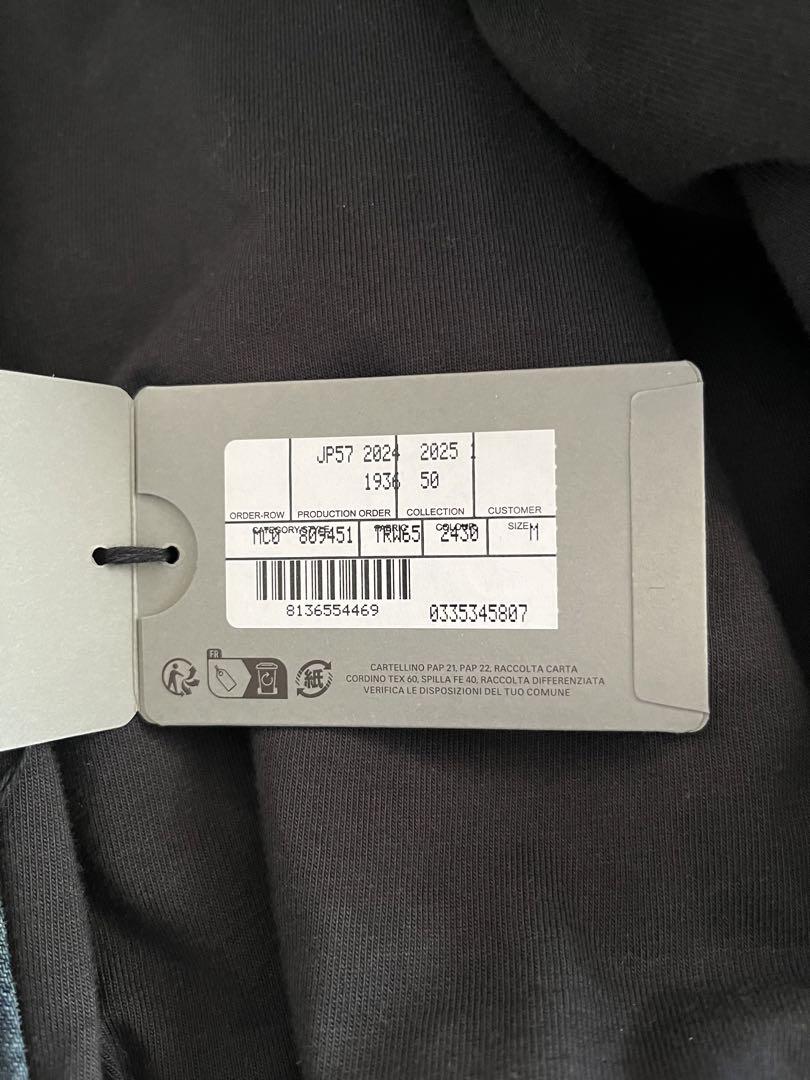 JP57 2024 2025 1
1936 50
ORDER-ROW PRODUCTION ORDER COLLECTION CUSTOMER
CATEGORY/STYLE FABRIC COLOUR SIZE
MC0 809451 TRW65 2430 M
8136554469 0335345807
FR
紙
CARTELLINO PAP 21, PAP 22, RACCOLTA CARTA
CORDINO TEX 60, SPILLA FE 40, RACCOLTA DIFFERENZIATA
VERIFICA LE DISPOSIZIONI DEL TUO COMUNE